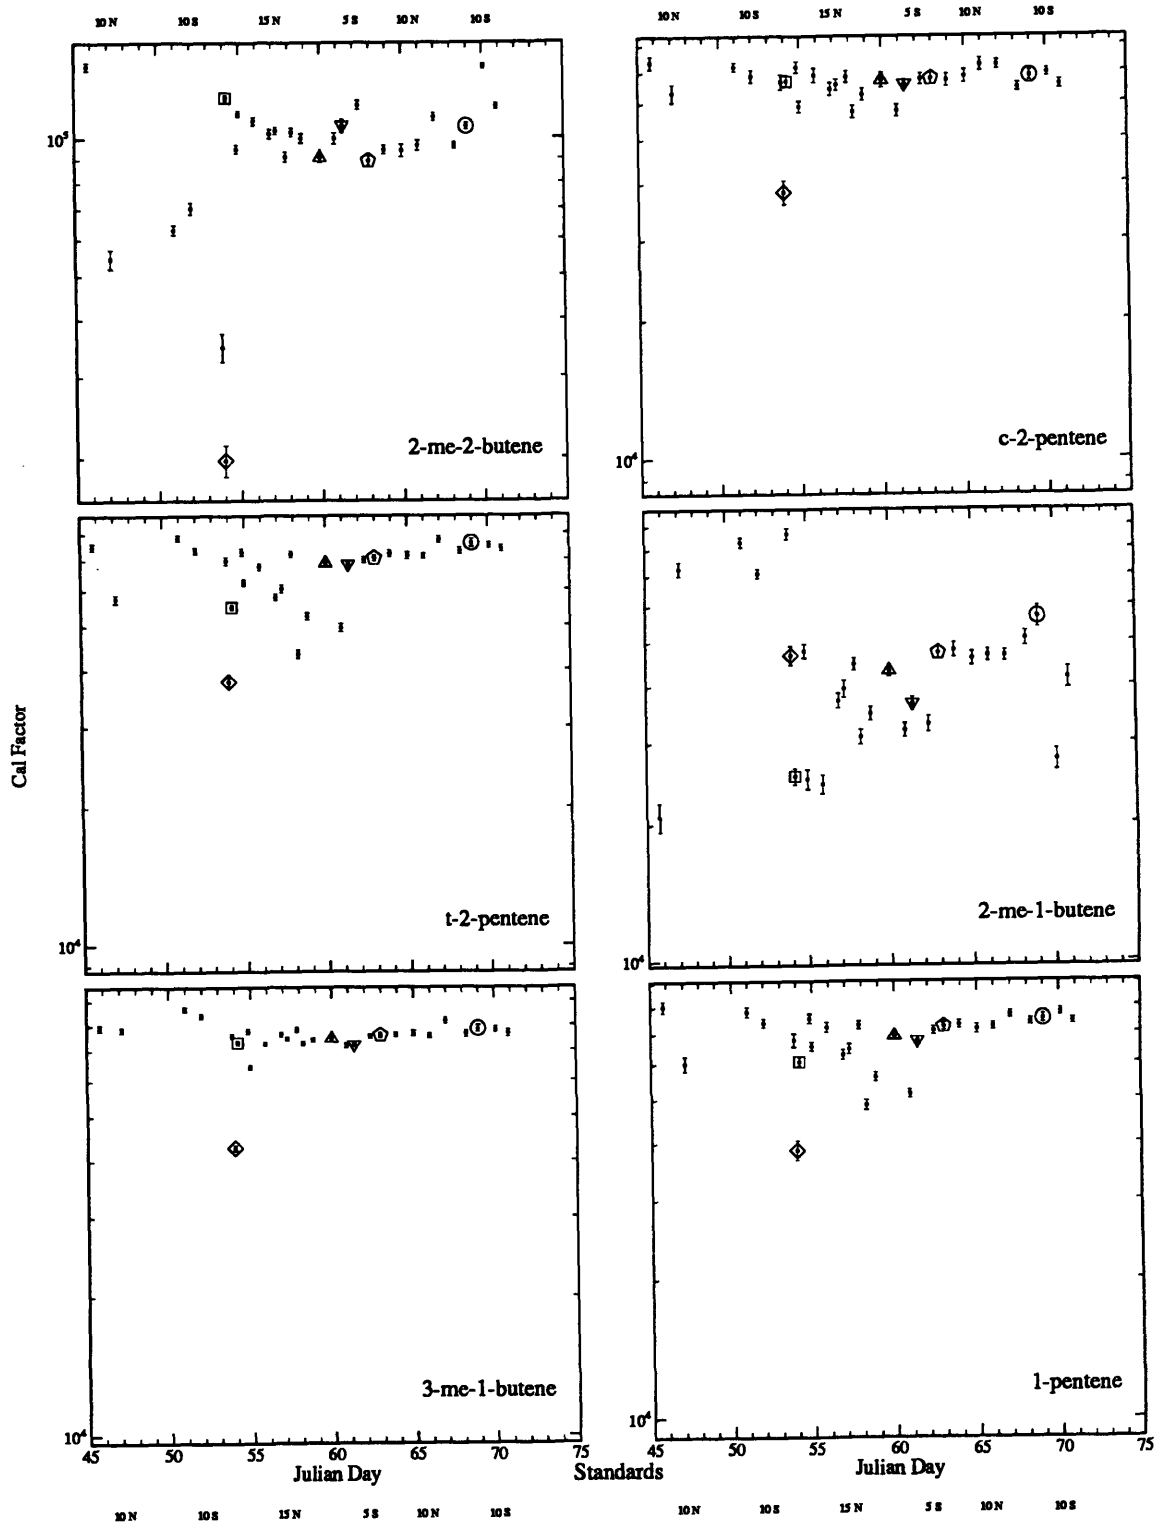 10 N 10 S 15 N 5 S 10 N 10 S
10 N 10 S 15 N 5 S 10 N 10 S
10⁵
2-me-2-butene
c-2-pentene
10⁴
t-2-pentene
10⁴
2-me-1-butene
10⁴
Cal Factor
3-me-1-butene
1-pentene
10⁴
10⁴
45 50 55 60 65 70 75
45 50 55 60 65 70 75
Julian Day
Standards
Julian Day
10 N 10 S 15 N 5 S 10 N 10 S
10 N 10 S 15 N 5 S 10 N 10 S